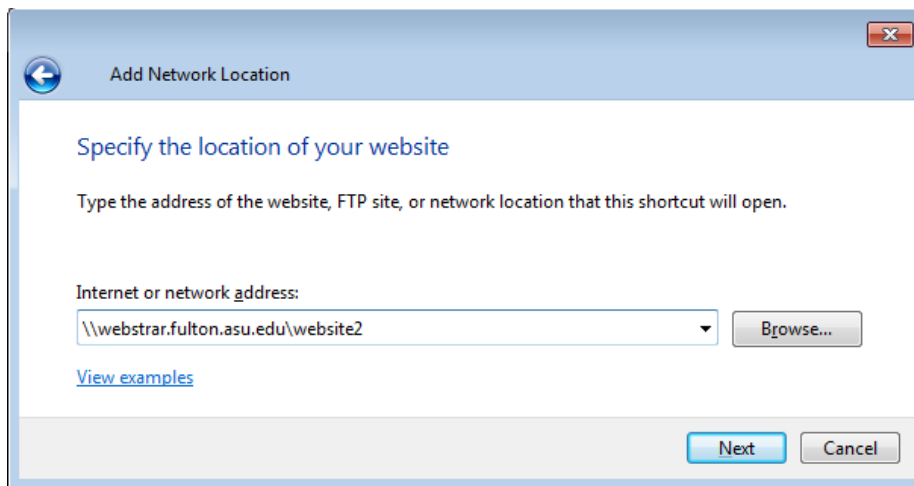 Add Network Location
Specify the location of your website
Type the address of the website, FTP site, or network location that this shortcut will open.
Internet or network address:
\\webstrar.fulton.asu.edu\website2
Browse...
View examples
Next
Cancel